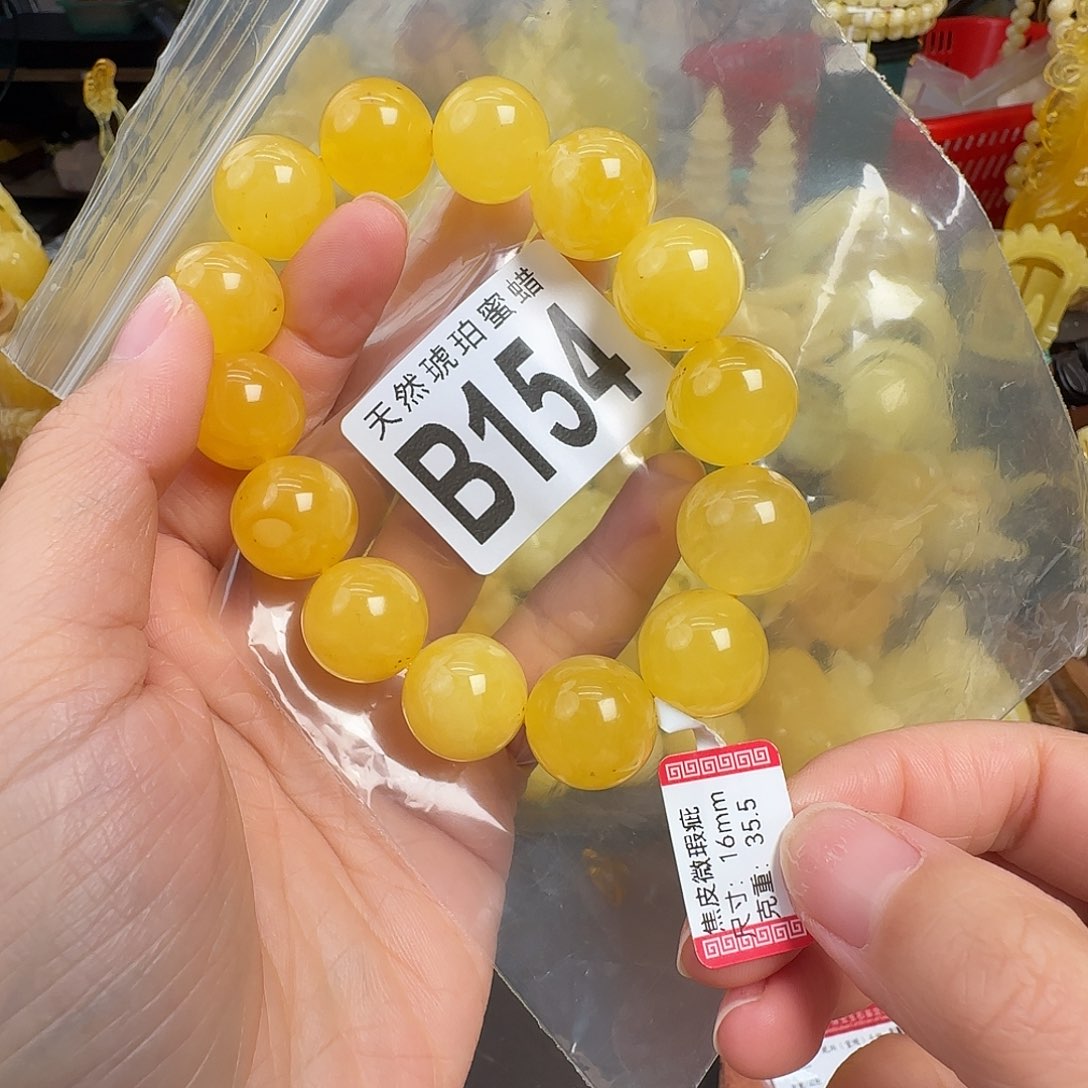 天然琥珀蜜蜡
B154
焦皮微瑕疵
尺寸: 16mm
克重: 35.5